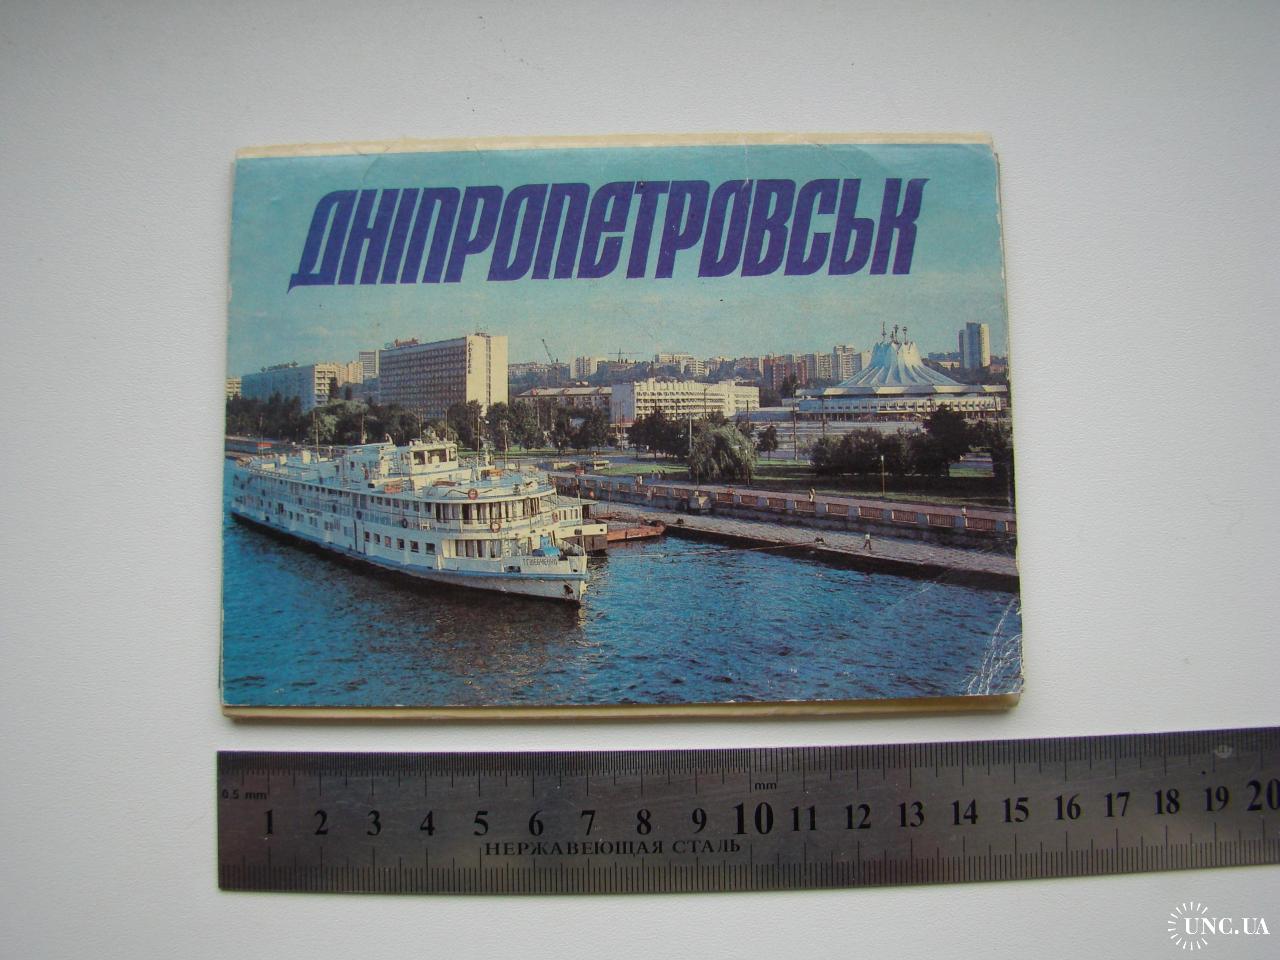 ДНІПРОПЕТРОВСЬК
Т.Г.ШЕВЧЕНКО
0,5 mm
mm
1 2 3 4 5 6 7 8 9 10 11 12 13 14 15 16 17 18 19 20
НЕРЖАВЕЮЩАЯ СТАЛЬ
UNC.UA